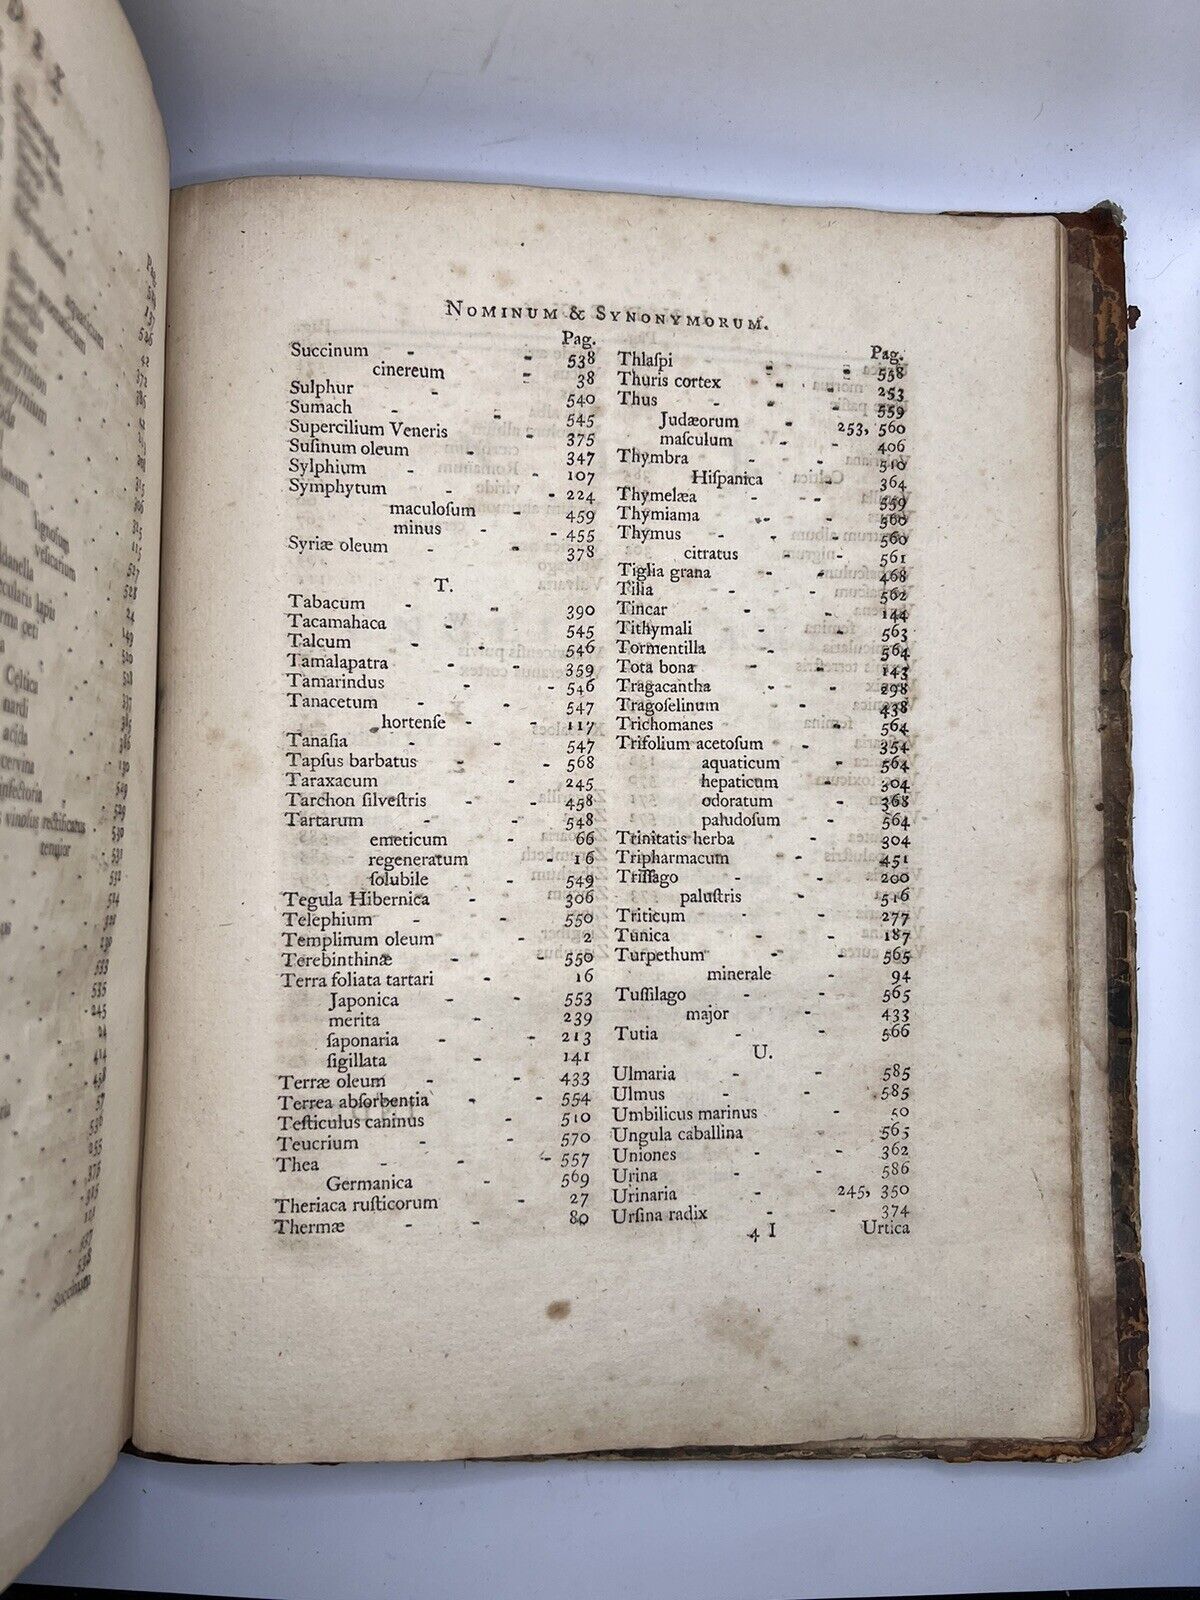 NOMINUM & SYNONYMORUM.
Pag.
Succinum - - 538
cinereum - 38
Sulphur - - 540
Sumach - - 545
Supercilium Veneris - 375
Suſinum oleum - 347
Sylphium - - 107
Symphytum - - 224
maculoſum - 459
minus - - 455
Syriæ oleum - - 378
T.
Tabacum - - 390
Tacamahaca - 545
Talcum - - 546
Tamalapatra - 359
Tamarindus - - 546
Tanacetum - - 547
hortenſe - - 117
Tanaſia - - 547
Tapſus barbatus - - 568
Taraxacum - - 245
Tarchon ſilveſtris - 458
Tartarum - - 548
emeticum - 66
regeneratum - 16
ſolubile - 549
Tegula Hibernica - 306
Telephium - - 550
Templinum oleum - 2
Terebinthinæ - - 550
Terra foliata tartari - 16
Japonica - - 553
merita - 239
ſaponaria - - 213
ſigillata - 141
Terræ oleum - - 433
Terrea abſorbentia - - 554
Teſticulus caninus - 510
Teucrium - - 570
Thea - - - 557
Germanica - 569
Theriaca ruſticorum - 27
Thermæ - - 80
Pag.
Thlaſpi - - 558
Thuris cortex - - 253
Thus - - 559
Judæorum - 253, 560
maſculum - - 406
Thymbra - - 510
Hiſpanica - 364
Thymelæa - - 559
Thymiama - - 560
Thymus - - 560
citratus - - 561
Tiglia grana - - 468
Tilia - - 562
Tincar - - 144
Tithymali - - 563
Tormentilla - 564
Tota bona - - 143
Tragacantha - - 298
Tragoſelinum - 438
Trichomanes - 564
Trifolium acetoſum - 354
aquaticum - 564
hepaticum - 304
odoratum - 368
paludoſum - 564
Trinitatis herba - 304
Tripharmacum - 451
Triſſago - - 200
paluſtris - 516
Triticum - - 277
Tunica - - 187
Turpethum - - 565
minerale - 94
Tuſſilago - - 565
major - 433
Tutia - - 566
U.
Ulmaria - - 585
Ulmus - - 585
Umbilicus marinus - 50
Ungula caballina - 565
Uniones - - 362
Urina - - 586
Urinaria - 245, 350
Urſina radix - - 374
4 I Urtica